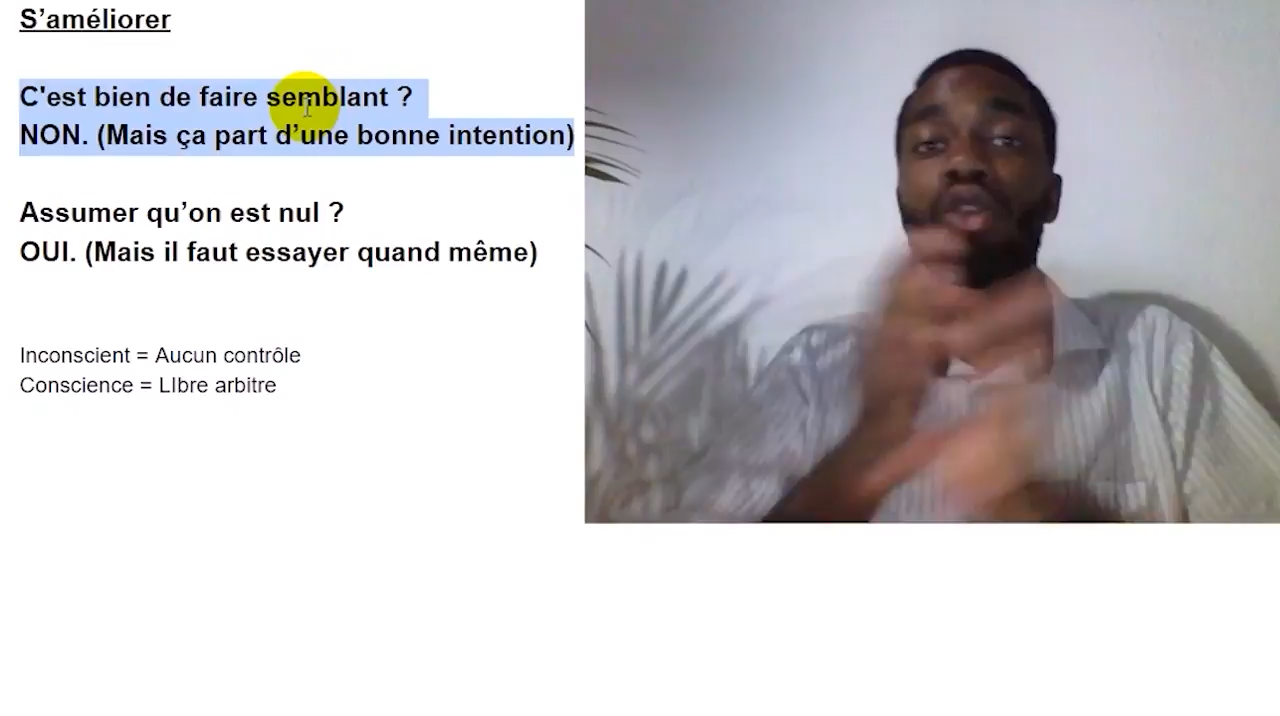 S’améliorer
C'est bien de faire semblant ?
NON. (Mais ça part d’une bonne intention)
Assumer qu’on est nul ?
OUI. (Mais il faut essayer quand même)
Inconscient = Aucun contrôle
Conscience = LIbre arbitre